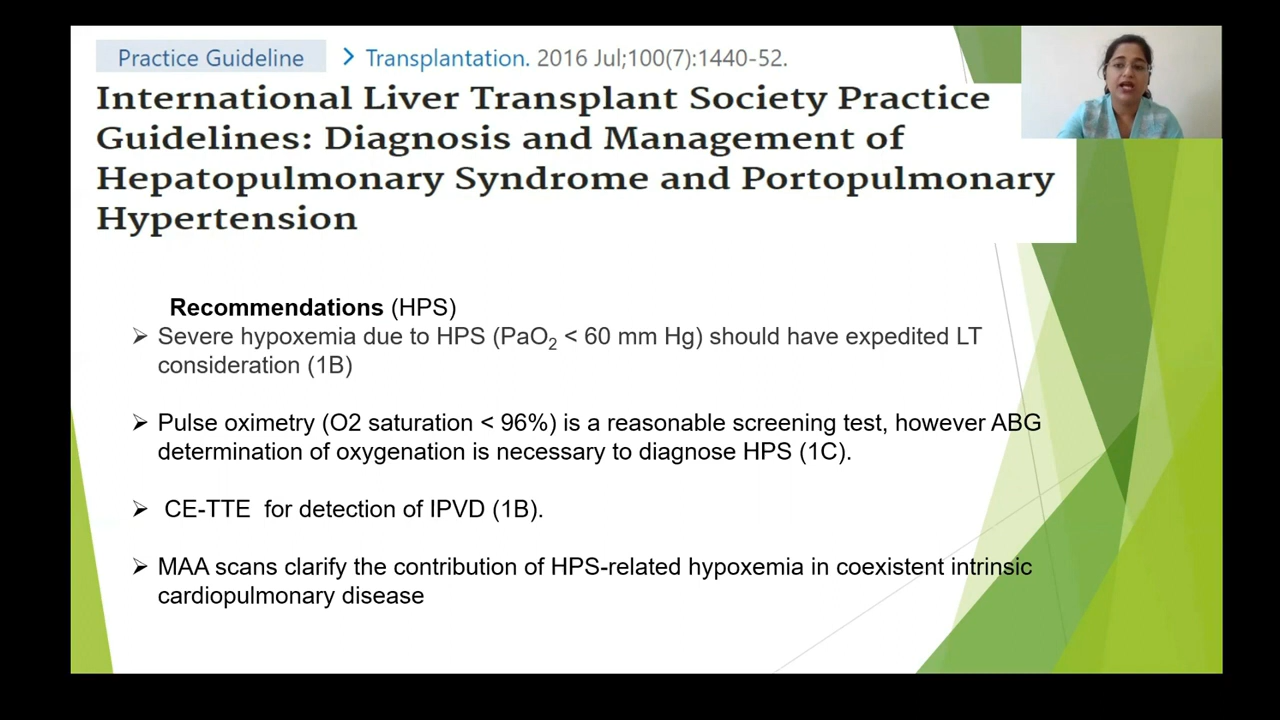 Practice Guideline > Transplantation. 2016 Jul;100(7):1440-52.
International Liver Transplant Society Practice
Guidelines: Diagnosis and Management of
Hepatopulmonary Syndrome and Portopulmonary
Hypertension
Recommendations (HPS)
➢ Severe hypoxemia due to HPS (PaO₂ < 60 mm Hg) should have expedited LT
consideration (1B)
➢ Pulse oximetry (O2 saturation < 96%) is a reasonable screening test, however ABG
determination of oxygenation is necessary to diagnose HPS (1C).
➢ CE-TTE for detection of IPVD (1B).
➢ MAA scans clarify the contribution of HPS-related hypoxemia in coexistent intrinsic
cardiopulmonary disease